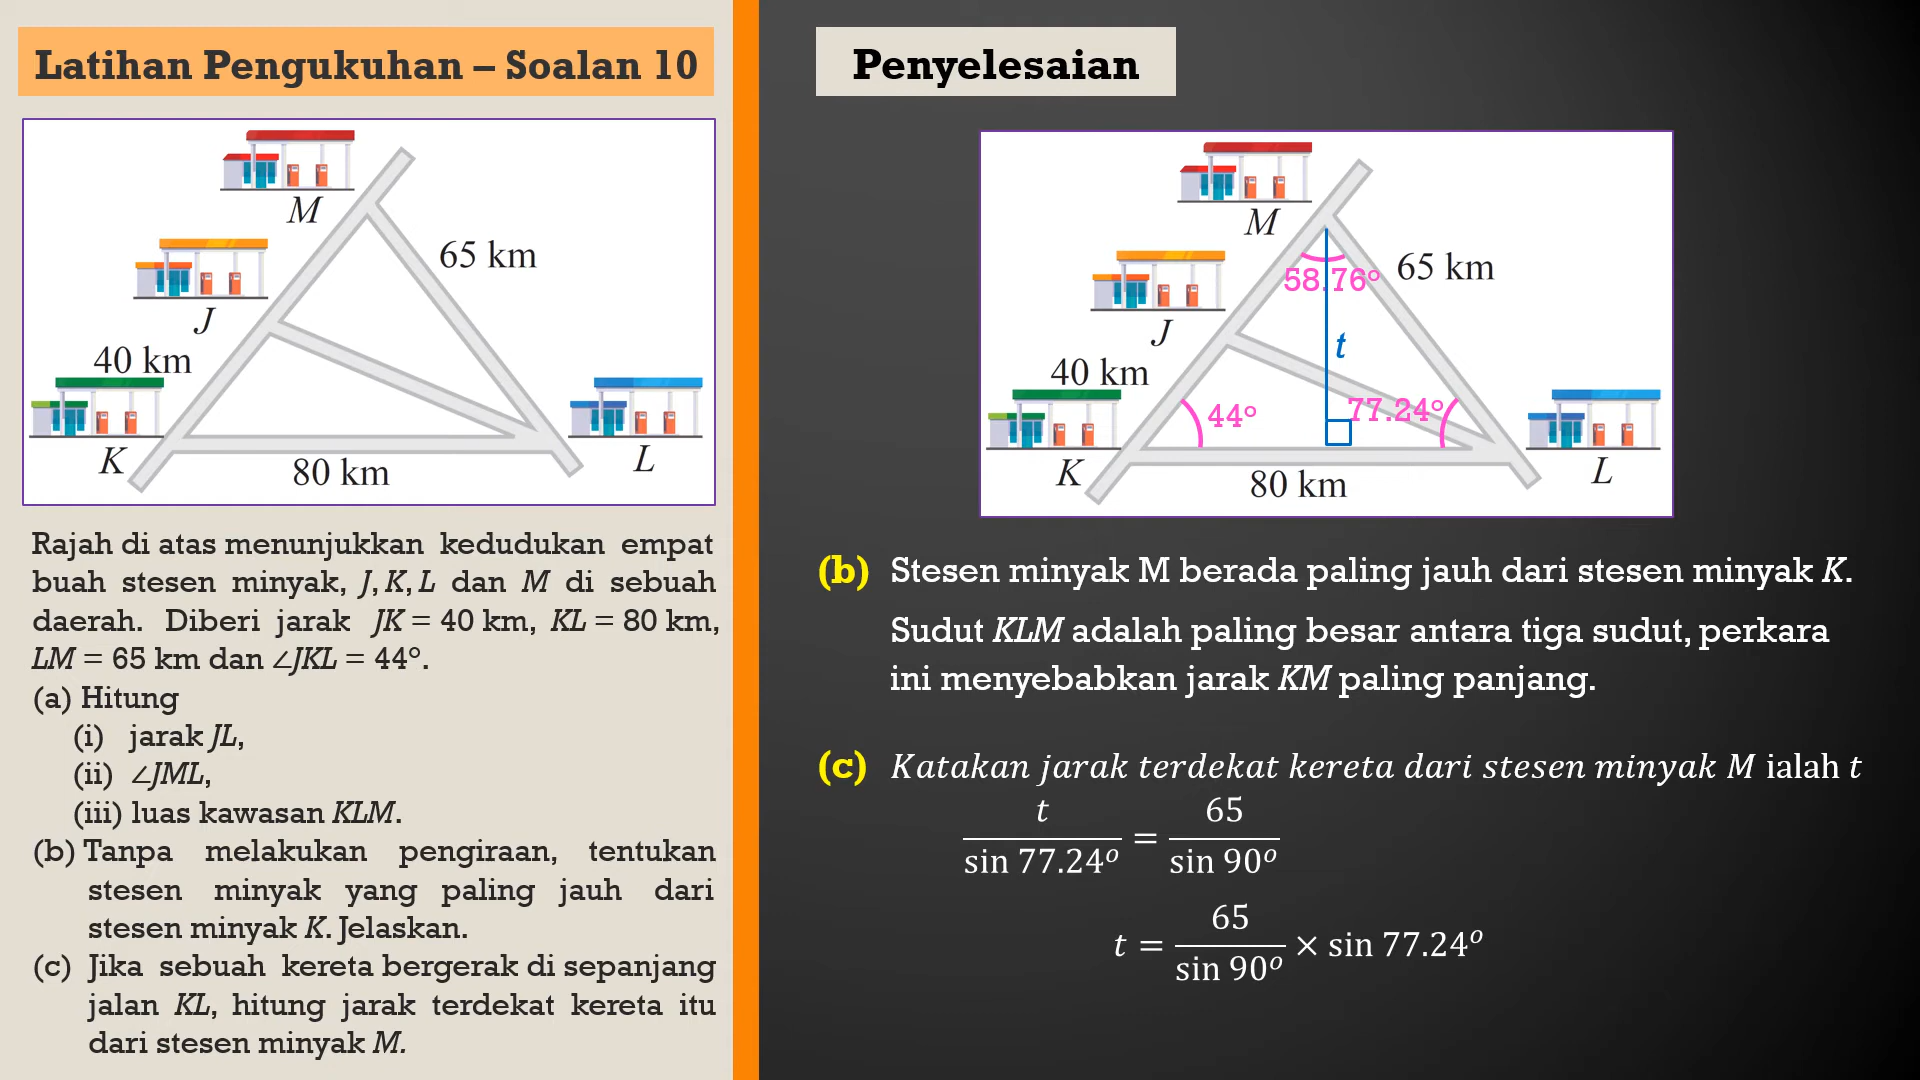 Latihan Pengukuhan – Soalan 10
M
65 km
J
40 km
K
80 km
L
Rajah di atas menunjukkan kedudukan empat
buah stesen minyak, J, K, L dan M di sebuah
daerah. Diberi jarak JK = 40 km, KL = 80 km,
LM = 65 km dan ∠JKL = 44°.
(a) Hitung
(i) jarak JL,
(ii) ∠JML,
(iii) luas kawasan KLM.
(b) Tanpa melakukan pengiraan, tentukan
stesen minyak yang paling jauh dari
stesen minyak K. Jelaskan.
(c) Jika sebuah kereta bergerak di sepanjang
jalan KL, hitung jarak terdekat kereta itu
dari stesen minyak M.
Penyelesaian
M
65 km
58.76°
J
t
40 km
44°
77.24°
K
80 km
L
(b) Stesen minyak M berada paling jauh dari stesen minyak K.
Sudut KLM adalah paling besar antara tiga sudut, perkara
ini menyebabkan jarak KM paling panjang.
(c) Katakan jarak terdekat kereta dari stesen minyak M ialah t
t / sin 77.24° = 65 / sin 90°
t = 65 / sin 90° × sin 77.24°